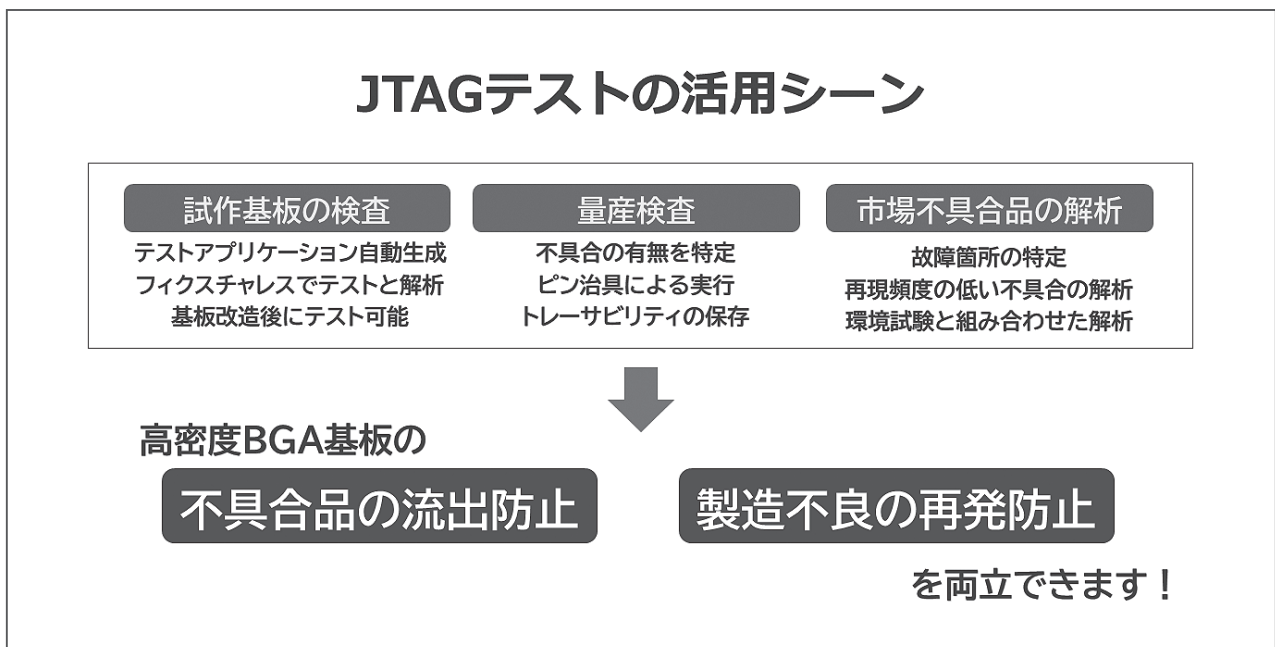 JTAGテストの活用シーン
試作基板の検査
テストアプリケーション自動生成
フィクスチャレスでテストと解析
基板改造後にテスト可能
量産検査
不具合の有無を特定
ピン治具による実行
トレーサビリティの保存
市場不具合品の解析
故障箇所の特定
再現頻度の低い不具合の解析
環境試験と組み合わせた解析
高密度BGA基板の
不具合品の流出防止
製造不良の再発防止
を両立できます！